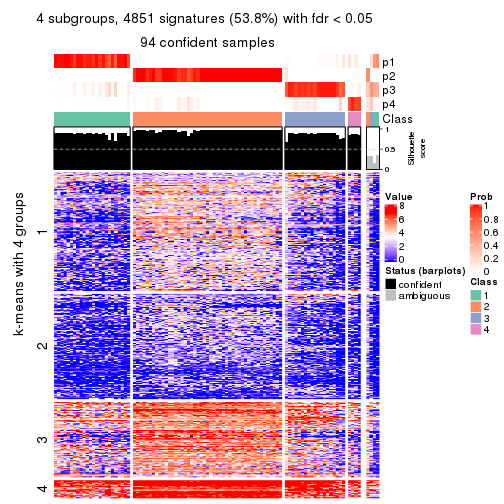 4 subgroups, 4851 signatures (53.8%) with fdr < 0.05
94 confident samples
p1
p2
p3
p4
Class
1
0.5
0
Silhouette
score
k-means with 4 groups
1
2
3
4
Value
8
6
4
2
0
Status (barplots)
confident
ambiguous
Prob
1
0.8
0.6
0.4
0.2
0
Class
1
2
3
4